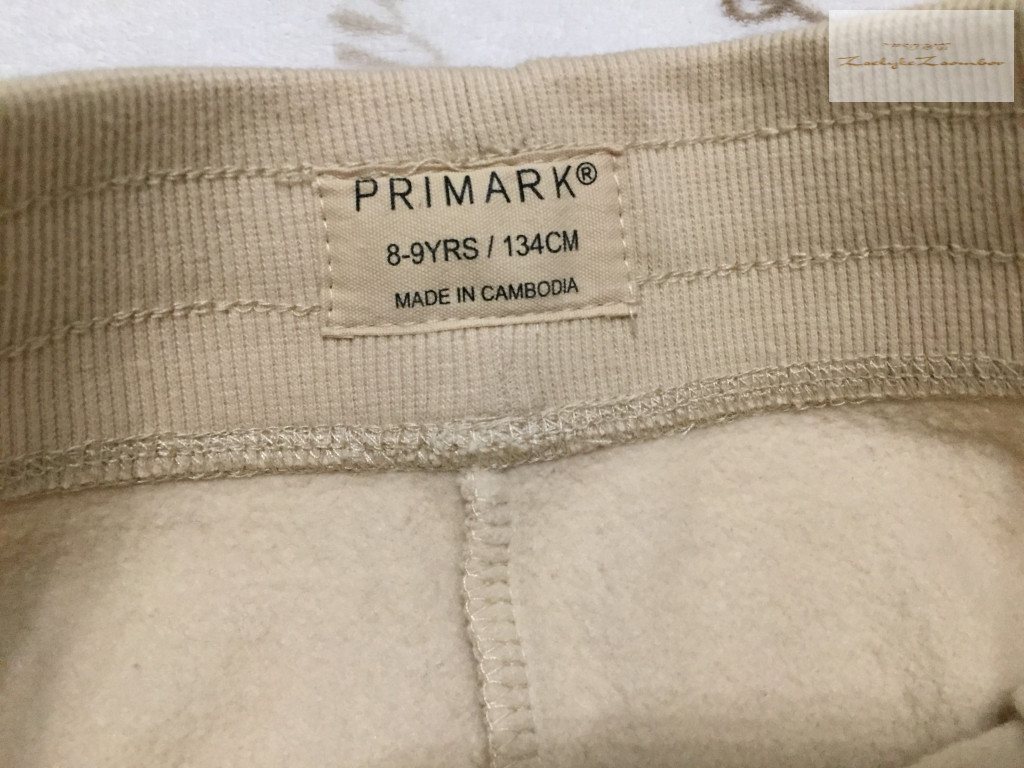 PRIMARK®
8-9YRS / 134CM
MADE IN CAMBODIA